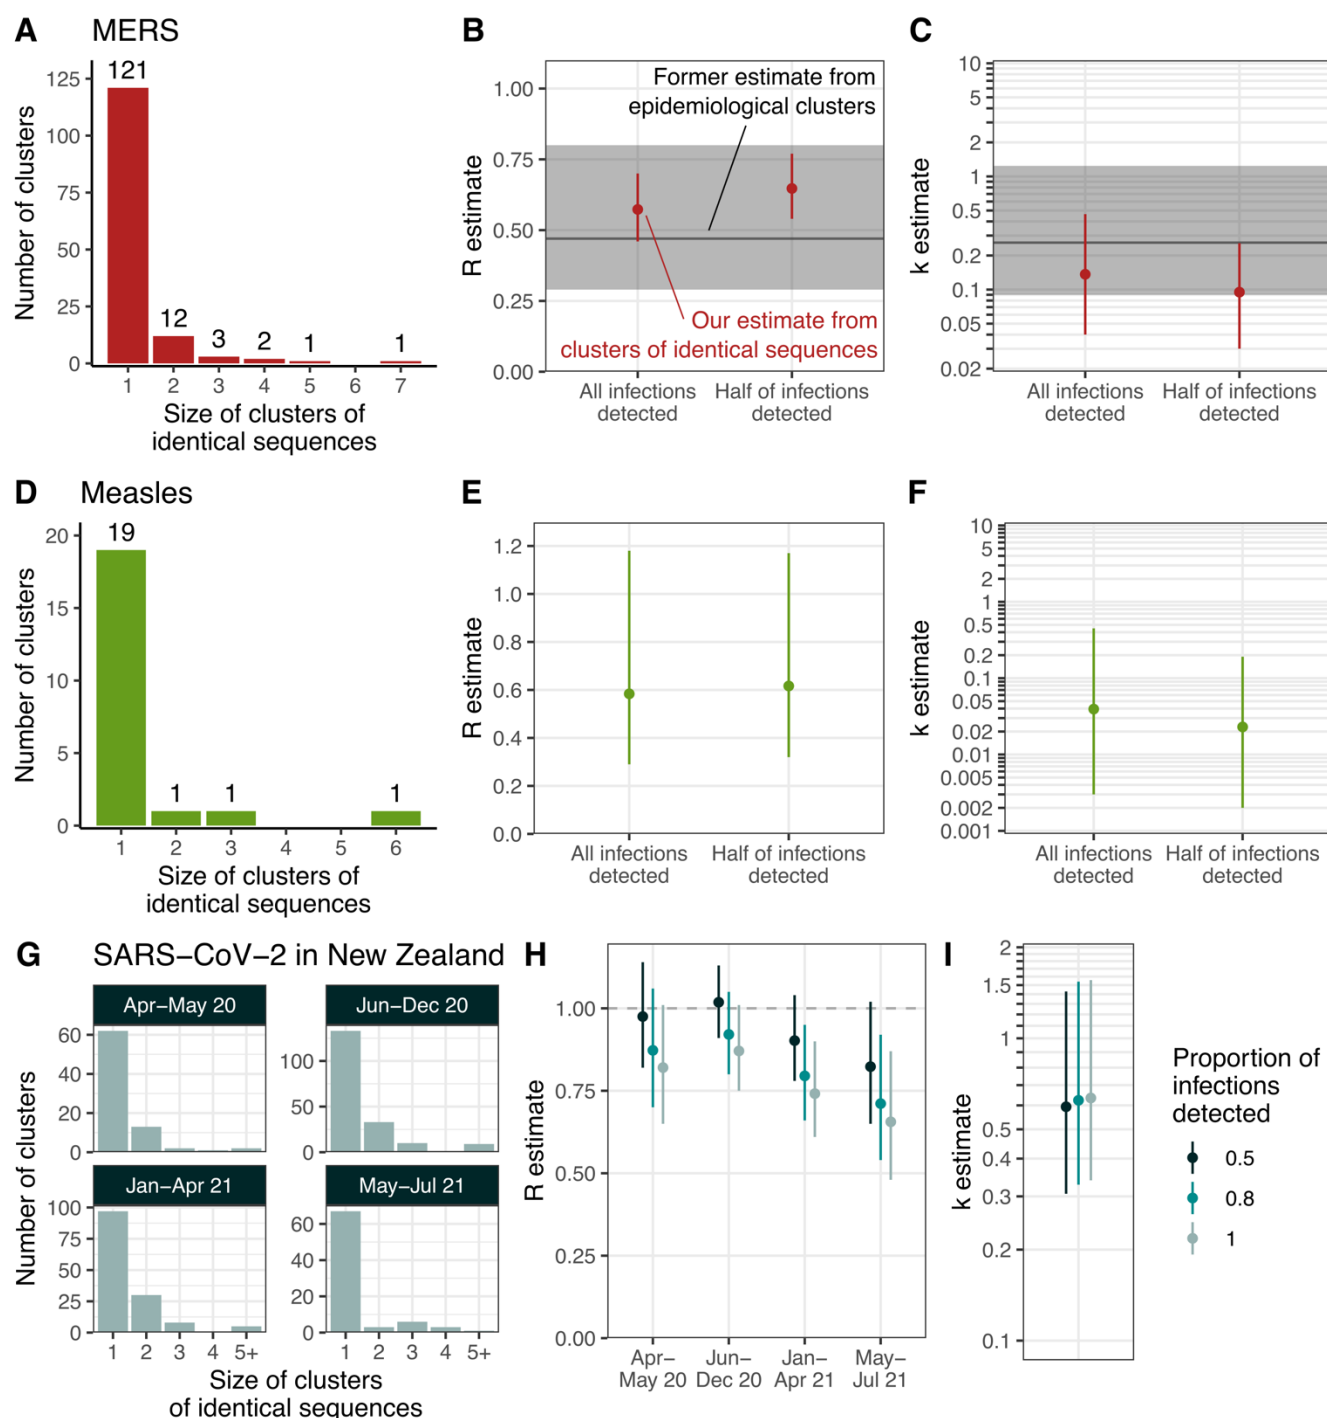 A MERS
Number of clusters
125
100
75
50
25
0
121
12
3
2
1
1
1 2 3 4 5 6 7
Size of clusters of
identical sequences
B
R estimate
1.00
0.75
0.50
0.25
0.00
Former estimate from
epidemiological clusters
Our estimate from
clusters of identical sequences
All infections
detected
Half of infections
detected
C
k estimate
10
5
2
1
0.5
0.2
0.1
0.05
0.02
All infections
detected
Half of infections
detected
D Measles
Number of clusters
20
15
10
5
0
19
1
1
1
1 2 3 4 5 6
Size of clusters of
identical sequences
E
R estimate
1.2
1.0
0.8
0.6
0.4
0.2
0.0
All infections
detected
Half of infections
detected
F
k estimate
10
5
2
1
0.5
0.2
0.1
0.05
0.02
0.01
0.005
0.002
0.001
All infections
detected
Half of infections
detected
G SARS−CoV−2 in New Zealand
Number of clusters
Apr−May 20
60
40
20
0
Jun−Dec 20
100
50
0
Number of clusters
Jan−Apr 21
100
75
50
25
0
1 2 3 4 5+
May−Jul 21
60
40
20
0
1 2 3 4 5+
Size of clusters
of identical sequences
H
R estimate
1.00
0.75
0.50
0.25
0.00
Apr−
May 20
Jun−
Dec 20
Jan−
Apr 21
May−
Jul 21
I
k estimate
2
1.5
1
0.5
0.4
0.3
0.2
0.1
Proportion of
infections
detected
0.5
0.8
1